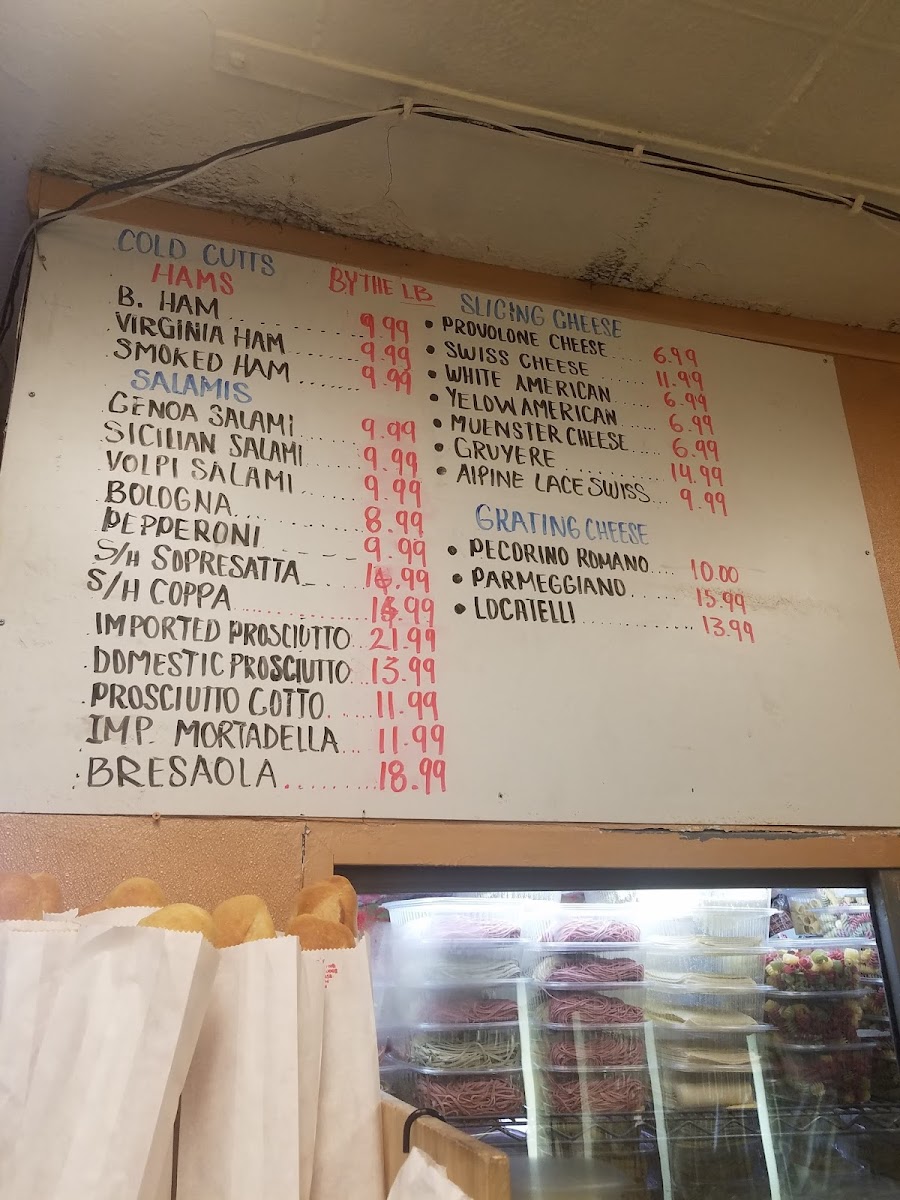 COLD CUTTS
HAMS BY THE LB
B. HAM 9.99
VIRGINIA HAM 9.99
SMOKED HAM 9.99
SALAMIS
GENOA SALAMI 9.99
SICILIAN SALAMI 9.99
VOLPI SALAMI 9.99
BOLOGNA 8.99
PEPPERONI 9.99
S/H SOPRESATTA
S/H COPPA
IMPORTED PROSCIUTTO 21.99
DOMESTIC PROSCIUTTO 13.99
PROSCIUTTO COTTO 11.99
IMP. MORTADELLA 11.99
BRESAOLA 18.99
SLICING CHEESE
• PROVOLONE CHEESE 6.99
• SWISS CHEESE 11.99
• WHITE AMERICAN 6.99
• YELOW AMERICAN 6.99
• MUENSTER CHEESE 6.99
• GRUYERE 14.99
• AlPINE LACE SWISS 9.99
GRATING CHEESE
• PECORINO ROMANO 10.00
• PARMEGGIANO 15.99
• LOCATELLI 13.99